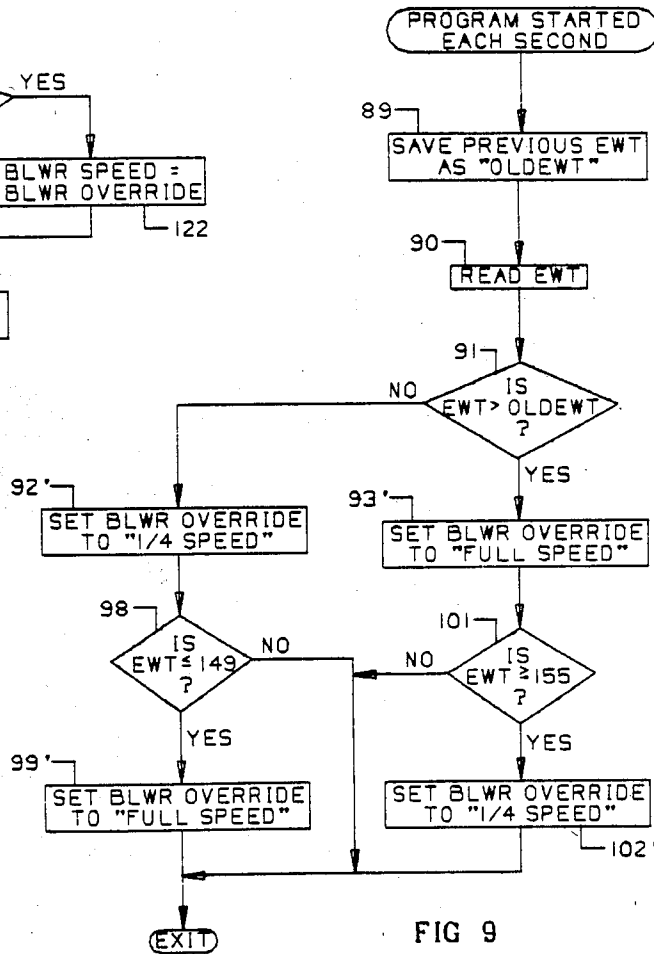 YES
BLWR SPEED =
BLWR OVERRIDE
122
PROGRAM STARTED
EACH SECOND
89
SAVE PREVIOUS EWT
AS "OLDEWT"
90
READ EWT
91
IS
EWT> OLDEWT
?
NO
YES
92'
SET BLWR OVERRIDE
TO "1/4 SPEED"
93'
SET BLWR OVERRIDE
TO "FULL SPEED"
98
IS
EWT≤149
?
NO
YES
101
IS
EWT≥155
?
NO
YES
99'
SET BLWR OVERRIDE
TO "FULL SPEED"
SET BLWR OVERRIDE
TO "1/4 SPEED"
102'
EXIT
FIG 9